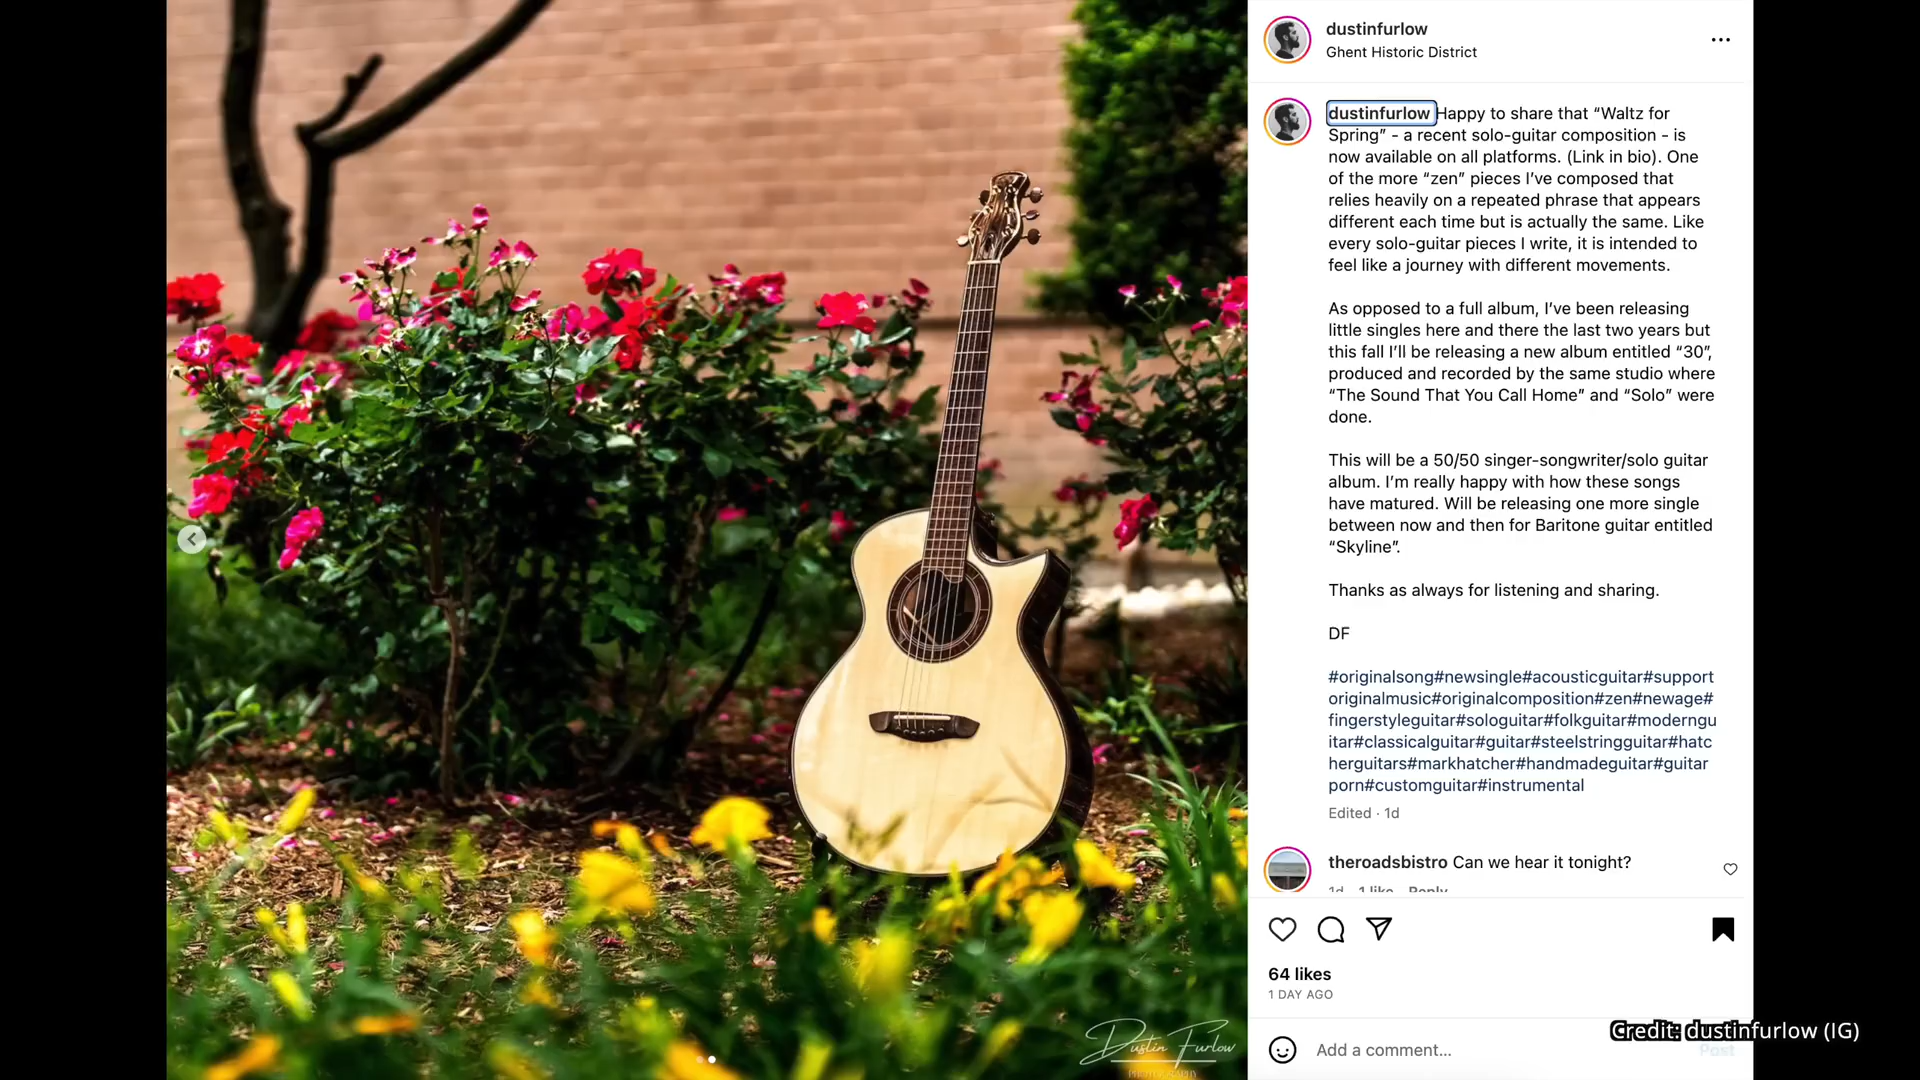 dustinfurlow
Ghent Historic District
dustinfurlow Happy to share that “Waltz for
Spring” - a recent solo-guitar composition - is
now available on all platforms. (Link in bio). One
of the more “zen” pieces I’ve composed that
relies heavily on a repeated phrase that appears
different each time but is actually the same. Like
every solo-guitar pieces I write, it is intended to
feel like a journey with different movements.
As opposed to a full album, I’ve been releasing
little singles here and there the last two years but
this fall I’ll be releasing a new album entitled “30”,
produced and recorded by the same studio where
“The Sound That You Call Home” and “Solo” were
done.
This will be a 50/50 singer-songwriter/solo guitar
album. I’m really happy with how these songs
have matured. Will be releasing one more single
between now and then for Baritone guitar entitled
“Skyline”.
Thanks as always for listening and sharing.
DF
#originalsong#newsingle#acousticguitar#support
originalmusic#originalcomposition#zen#newage#
fingerstyleguitar#sologuitar#folkguitar#moderngu
itar#classicalguitar#guitar#steelstringguitar#hatc
herguitars#markhatcher#handmadeguitar#guitar
porn#customguitar#instrumental
Edited · 1d
theroadsbistro Can we hear it tonight?
1d 1 like Reply
64 likes
1 DAY AGO
Credit: dustinfurlow (IG)
Add a comment...
Post
Dustin Furlow
PHOTOGRAPHY